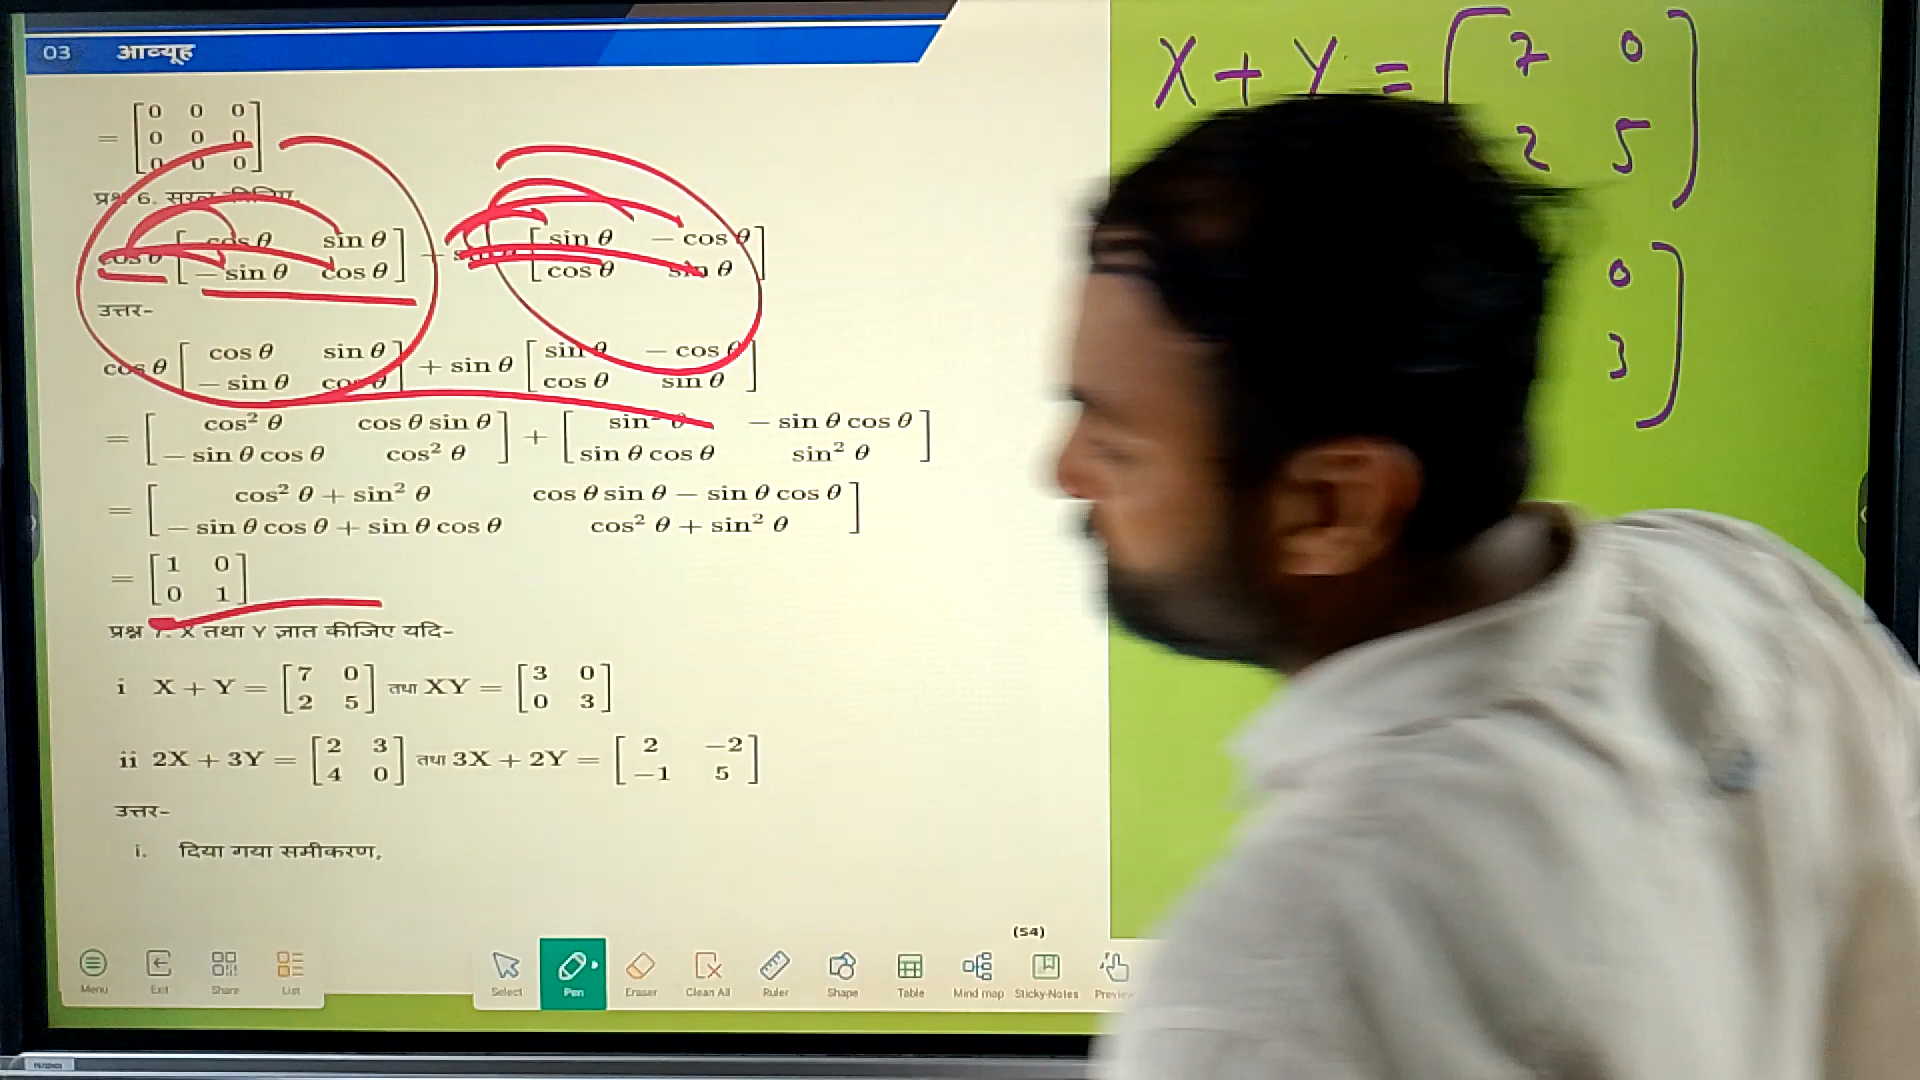 03 आव्यूह
= [0 0 0
0 0 0
0 0 0]
प्रश्न 6. सरल कीजिए,
cos θ [cos θ sin θ
− sin θ cos θ] + sin θ [sin θ − cos θ
cos θ sin θ]
उत्तर-
cos θ [cos θ sin θ
− sin θ cos θ] + sin θ [sin θ − cos θ
cos θ sin θ]
= [cos² θ cos θ sin θ
− sin θ cos θ cos² θ] + [sin² θ − sin θ cos θ
sin θ cos θ sin² θ]
= [cos² θ + sin² θ cos θ sin θ − sin θ cos θ
− sin θ cos θ + sin θ cos θ cos² θ + sin² θ]
= [1 0
0 1]
प्रश्न 7. X तथा Y ज्ञात कीजिए यदि-
i X + Y = [7 0
2 5] तथा XY = [3 0
0 3]
ii 2X + 3Y = [2 3
4 0] तथा 3X + 2Y = [2 −2
−1 5]
उत्तर-
i. दिया गया समीकरण,
(54)
X + Y = [7 0
2 5]
0
3]
Menu Exit Share List Select Pen Eraser Clean All Ruler Shape Table Mind map Sticky-Notes Preview